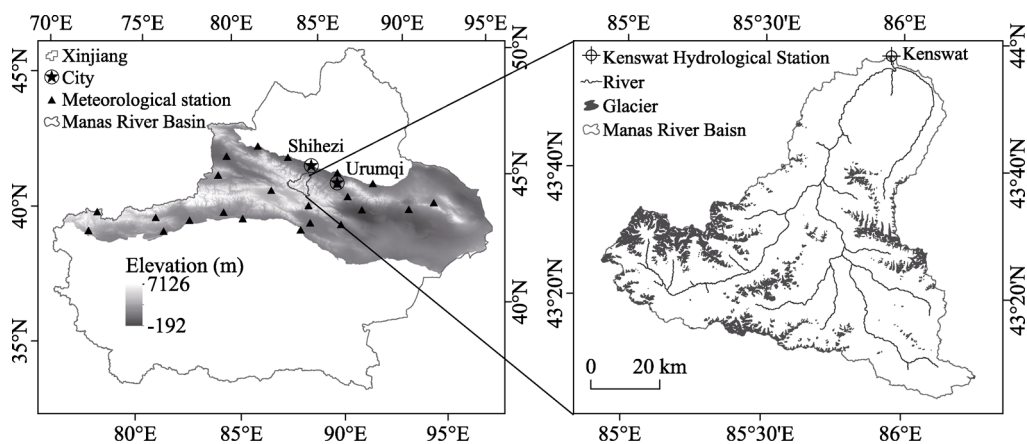 70°E 75°E 80°E 85°E 90°E 95°E
45°N
40°N
35°N
Xinjiang
City
Meteorological station
Manas River Basin
Shihezi
Urumqi
Elevation (m)
7126
-192
50°N
45°N
40°N
80°E 85°E 90°E 95°E
85°E 85°30'E 86°E
43°40'N
43°20'N
Kenswat Hydrological Station
River
Glacier
Manas River Baisn
Kenswat
0 20 km
44°N
43°40'N
43°20'N
85°E 85°30'E 86°E